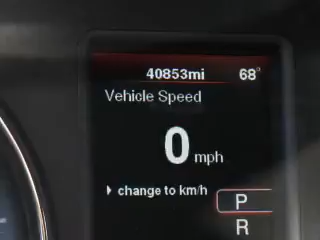 40853mi 68°
Vehicle Speed
0 mph
change to km/h
P
R